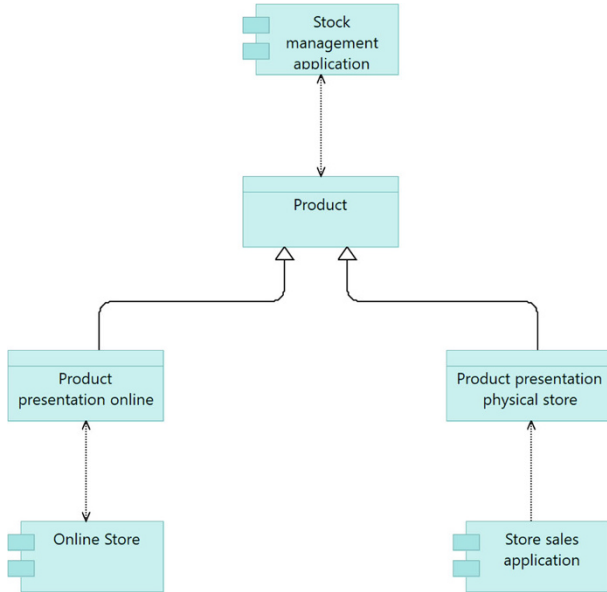 Stock
management
application
Product
Product
presentation online
Product presentation
physical store
Online Store
Store sales
application